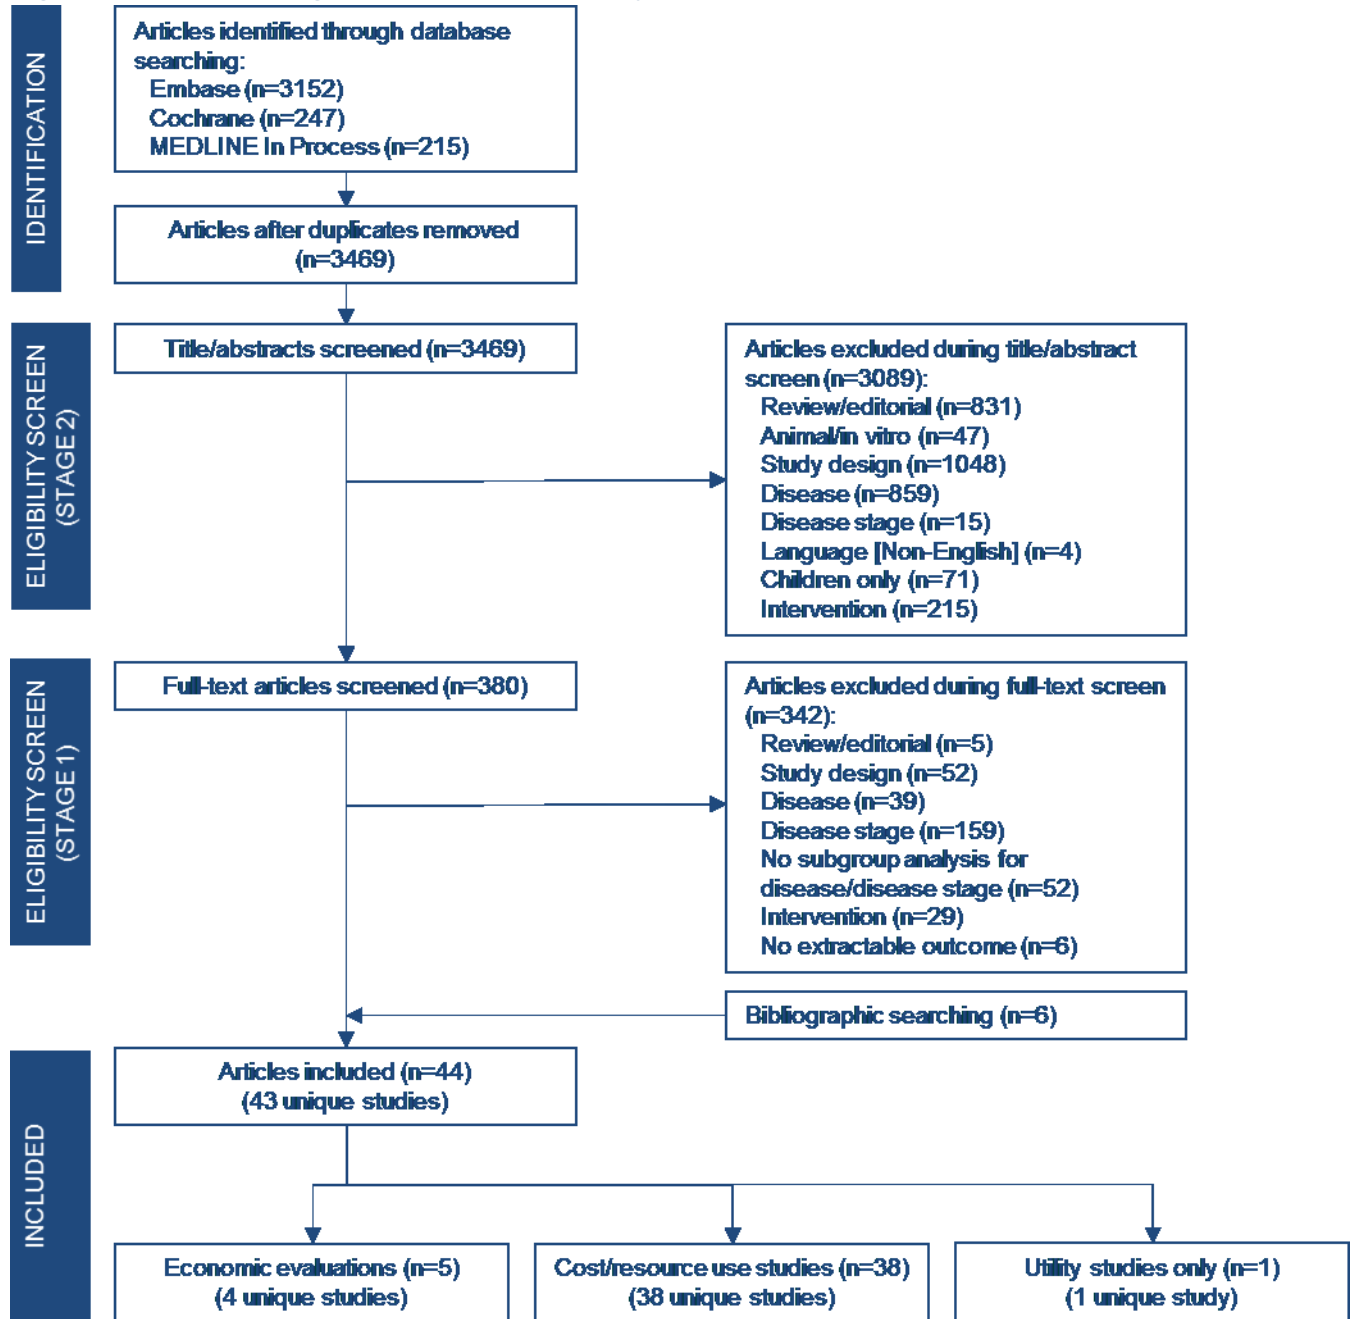 IDENTIFICATION
Articles identified through database
searching:
Embase (n=3152)
Cochrane (n=247)
MEDLINE In Process (n=215)
Articles after duplicates removed
(n=3469)
ELIGIBILITY SCREEN
(STAGE 2)
Title/abstracts screened (n=3469)
Articles excluded during title/abstract
screen (n=3089):
Review/editorial (n=831)
Animal/in vitro (n=47)
Study design (n=1048)
Disease (n=859)
Disease stage (n=15)
Language [Non-English] (n=4)
Children only (n=71)
Intervention (n=215)
ELIGIBILITY SCREEN
(STAGE 1)
Full-text articles screened (n=380)
Articles excluded during full-text screen
(n=342):
Review/editorial (n=5)
Study design (n=52)
Disease (n=39)
Disease stage (n=159)
No subgroup analysis for
disease/disease stage (n=52)
Intervention (n=29)
No extractable outcome (n=6)
Bibliographic searching (n=6)
INCLUDED
Articles included (n=44)
(43 unique studies)
Economic evaluations (n=5)
(4 unique studies)
Cost/resource use studies (n=38)
(38 unique studies)
Utility studies only (n=1)
(1 unique study)